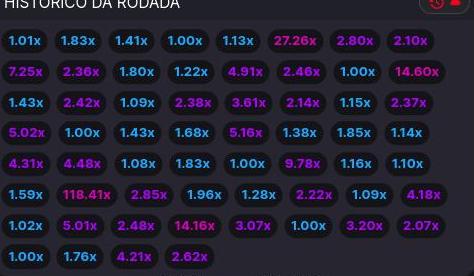 HISTÓRICO DA RODADA
1.01x 1.83x 1.41x 1.00x 1.13x 27.26x 2.80x 2.10x
7.25x 2.36x 1.80x 1.22x 4.91x 2.46x 1.00x 14.60x
1.43x 2.42x 1.09x 2.38x 3.61x 2.14x 1.15x 2.37x
5.02x 1.00x 1.43x 1.68x 5.16x 1.38x 1.85x 1.14x
4.31x 4.48x 1.08x 1.83x 1.00x 9.78x 1.16x 1.10x
1.59x 118.41x 2.85x 1.96x 1.28x 2.22x 1.09x 4.18x
1.02x 5.01x 2.48x 14.16x 3.07x 1.00x 3.20x 2.07x
1.00x 1.76x 4.21x 2.62x